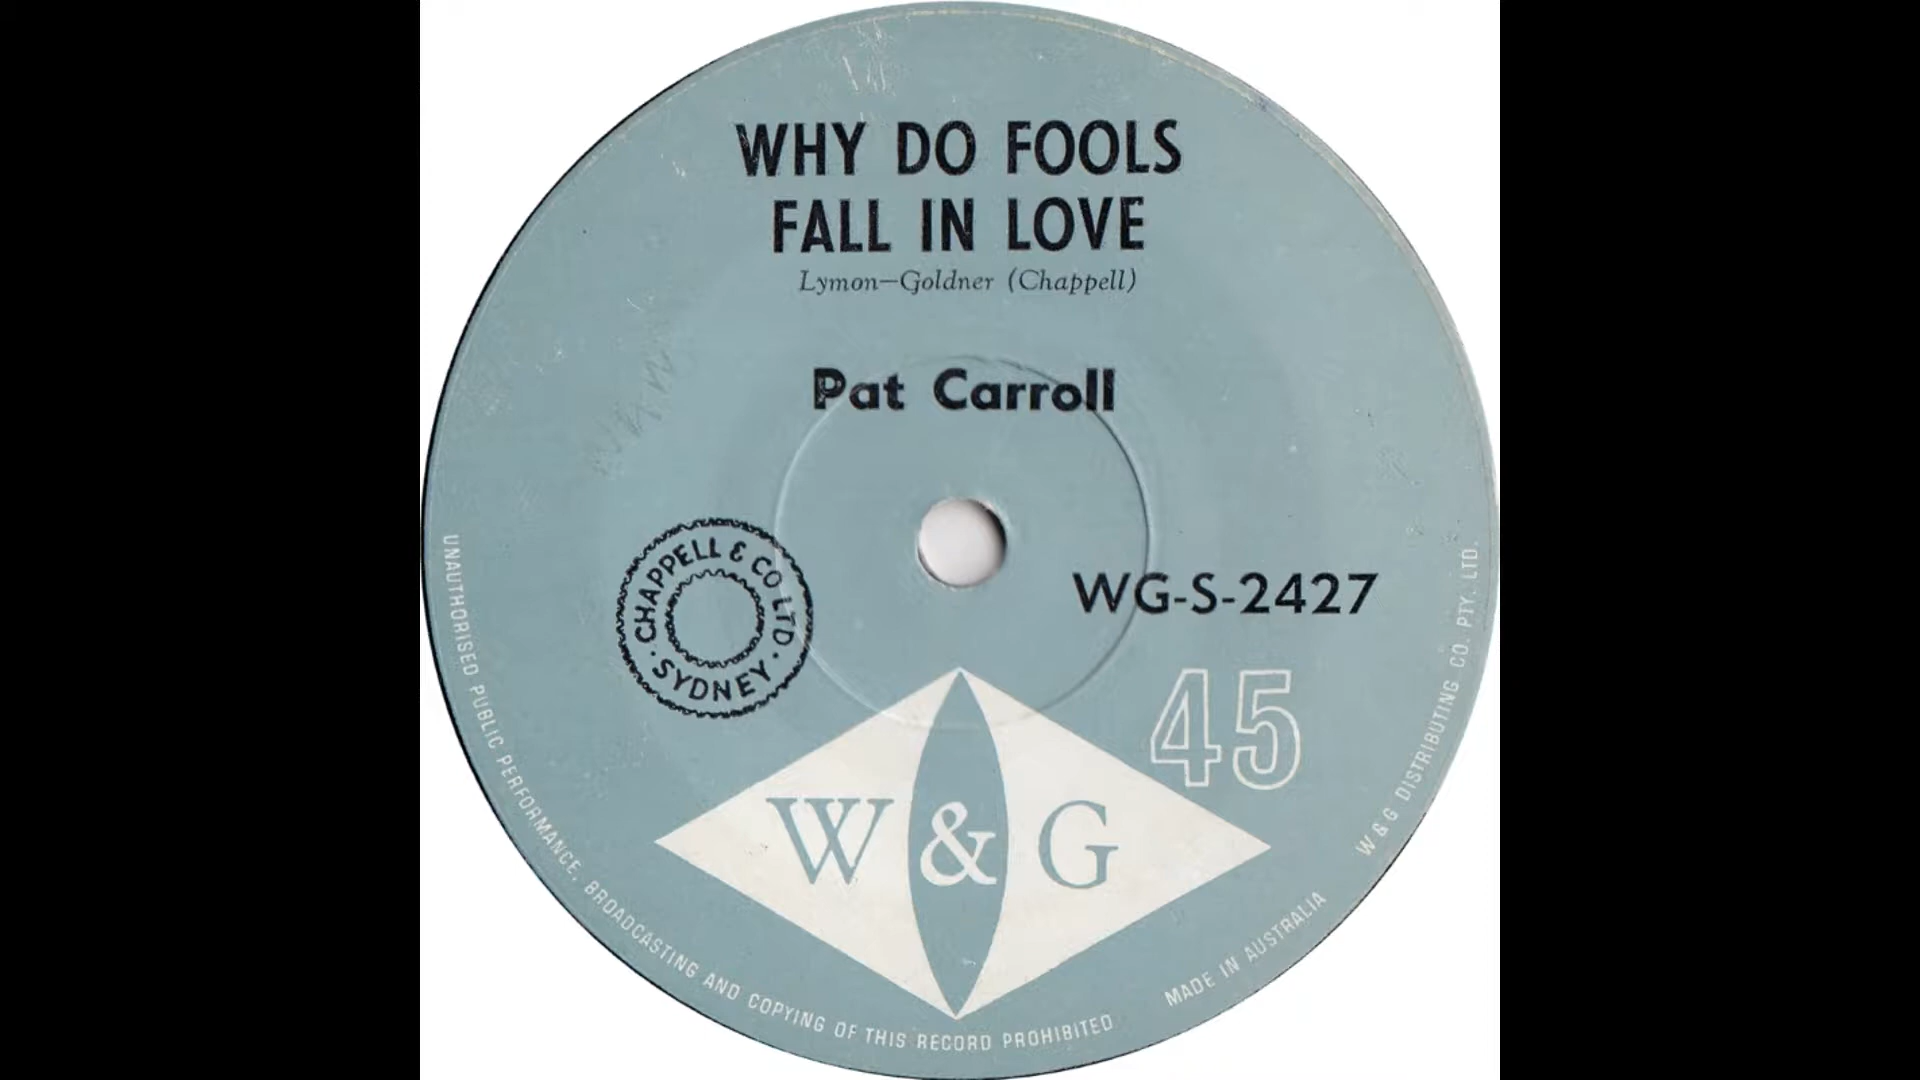 WHY DO FOOLS
FALL IN LOVE
Lymon—Goldner (Chappell)
Pat Carroll
CHAPPELL & CO LTD.
· SYDNEY ·
WG-S-2427
45
W & G
UNAUTHORISED PUBLIC PERFORMANCE, BROADCASTING AND COPYING OF THIS RECORD PROHIBITED
MADE IN AUSTRALIA
W & G DISTRIBUTING CO. PTY. LTD.